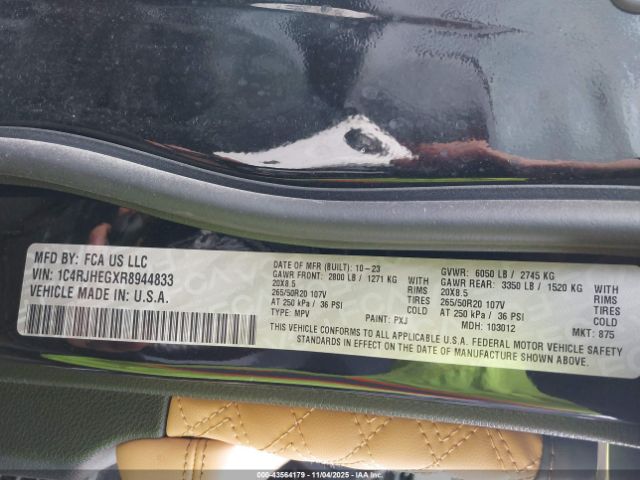 MFD BY: FCA US LLC
VIN: 1C4RJHEGXR8944833
VEHICLE MADE IN U.S.A.
DATE OF MFR (BUILT): 10-23
GAWR FRONT: 2800 LB / 1271 KG WITH
20X8.5 RIMS
265/50R20 107V TIRES
AT 250 kPa / 36 PSI COLD
TYPE: MPV PAINT: PXJ
GVWR: 6050 LB / 2745 KG
GAWR REAR: 3350 LB / 1520 KG WITH
20X8.5 RIMS
265/50R20 107V TIRES
AT 250 kPa / 36 PSI COLD
MDH: 103012 MKT: 875
THIS VEHICLE CONFORMS TO ALL APPLICABLE U.S.A. FEDERAL MOTOR VEHICLE SAFETY
STANDARDS IN EFFECT ON THE DATE OF MANUFACTURE SHOWN ABOVE.
© IAA 000-43564179 - 11/04/2025 © IAA Inc.